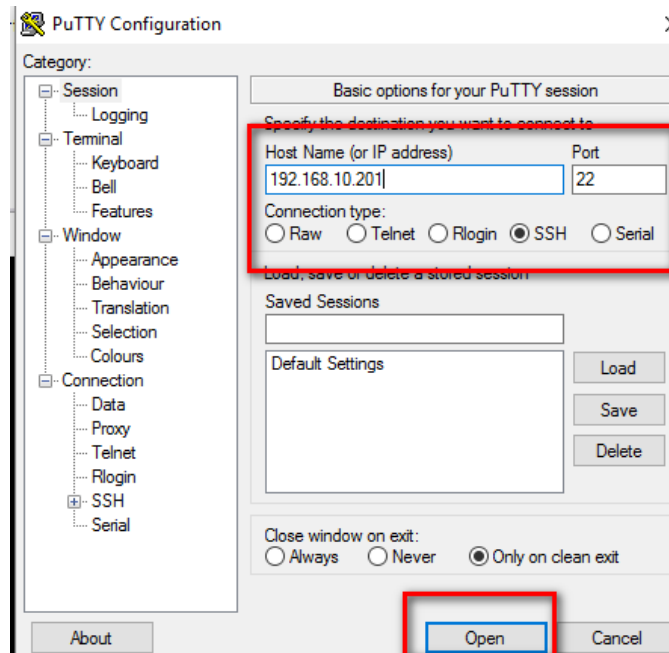 PuTTY Configuration
Category:
Session
Logging
Terminal
Keyboard
Bell
Features
Window
Appearance
Behaviour
Translation
Selection
Colours
Connection
Data
Proxy
Telnet
Rlogin
SSH
Serial
Basic options for your PuTTY session
Specify the destination you want to connect to
Host Name (or IP address) Port
192.168.10.201 22
Connection type:
Raw Telnet Rlogin SSH Serial
Load, save or delete a stored session
Saved Sessions
Default Settings
Load
Save
Delete
Close window on exit:
Always Never Only on clean exit
About Open Cancel